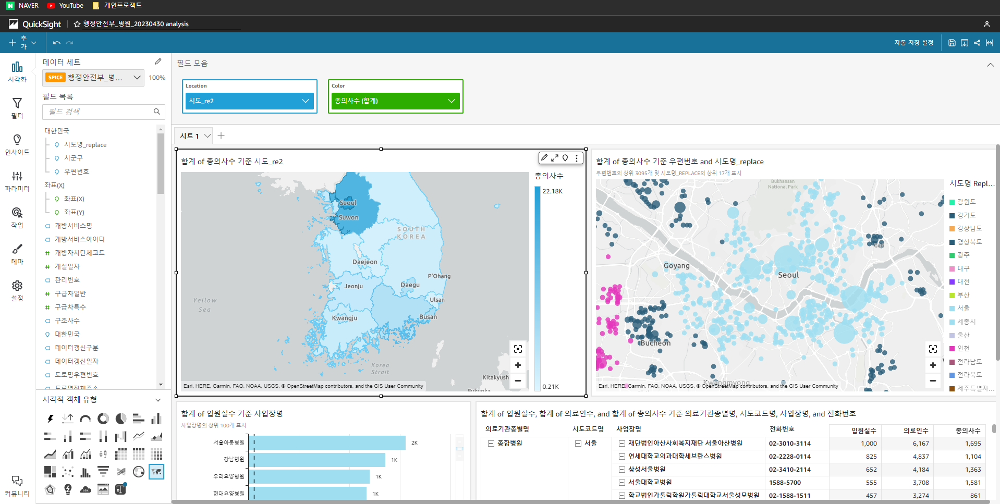 NAVER
YouTube
개인프로젝트
QuickSight
행정안전부_병원_20230430 analysis
추가
자동 저장 설정
시각화
필터
인사이트
파라미터
작업
테마
설정
커뮤니티
데이터 세트
SPICE 행정안전부_병...
100%
필드 목록
필드 검색
대한민국
시도명_replace
시군구
우편번호
좌표(X)
좌표(X)
좌표(Y)
개방서비스명
개방서비스아이디
개방자치단체코드
개설일자
관리번호
구급차일반
구급차특수
구조사수
대한민국
데이터갱신구분
데이터갱신일자
도로명우편번호
도로명전체주소
시각적 객체 유형
abc
T
필드 모음
Location
시도_re2
Color
총의사수 (합계)
시트 1
합계 of 총의사수 기준 시도_re2
Seoul
Suwon
SOUTH
KOREA
Daejeon
P'Ohang
Jeonju
Daegu
Yellow
Sea
Ulsan
Kwangju
Busan
Korea
Strait
Kitakyush
Fukuoka
Esri, HERE, Garmin, FAO, NOAA, USGS, © OpenStreetMap contributors, and the GIS User Community
총의사수
22.18K
0.21K
합계 of 총의사수 기준 우편번호 and 시도명_replace
우편번호의 상위 3095개 및 시도명_REPLACE의 상위 17개 표시
Bukhansan
National Park
Guri
Goyang
Seoul
Bucheon
Kwangmyong
Esri, HERE, Garmin, FAO, NOAA, USGS, © OpenStreetMap contributors, and the GIS User Community
시도명 Repl...
강원도
경기도
경상남도
경상북도
광주
대구
대전
부산
서울
세종시
울산
인천
전라남도
전라북도
제주특별자...
합계 of 입원실수 기준 사업장명
사업장명의 상위 100개 표시
서울아동병원
2K
강남병원
1K
우리요양병원
1K
현대요양병원
1K
합계 of 입원실수, 합계 of 의료인수, and 합계 of 총의사수 기준 의료기관종별명, 시도코드명, 사업장명, and 전화번호
의료기관종별명 시도코드명 사업장명 전화번호 입원실수 의료인수 총의사수
종합병원 서울 재단법인아산사회복지재단 서울아산병원 02-3010-3114 1,000 6,167 1,695
연세대학교의과대학세브란스병원 02-2228-0114 825 4,837 1,104
삼성서울병원 02-3410-2114 652 4,184 1,363
서울대학교병원 1588-5700 555 3,708 1,581
학교법인가톨릭학원가톨릭대학교서울성모병원 02-1588-1511 457 3,274 861